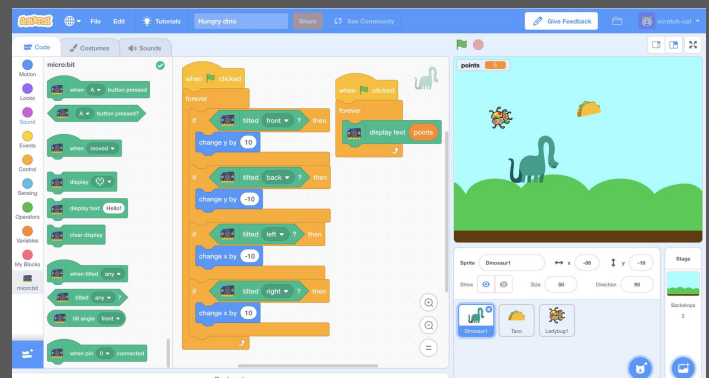 SCRATCH File Edit Tutorials Hungry dino Share See Community Give Feedback scratch-cat
Code Costumes Sounds
Motion
Looks
Sound
Events
Control
Sensing
Operators
Variables
My Blocks
micro:bit
micro:bit
when A button pressed
A button pressed?
when moved
display
display text Hello!
clear display
when tilted any
tilted any ?
tilt angle front
when pin 0 connected
when clicked
forever
if tilted front ? then
change y by 10
if tilted back ? then
change y by -10
if tilted left ? then
change x by -10
if tilted right ? then
change x by 10
when clicked
forever
display text points
points 5
Sprite Dinosaur1 x -86 y -19
Show Size 50 Direction 90
Dinosaur1 Taco Ladybug1
Stage
Backdrops
2